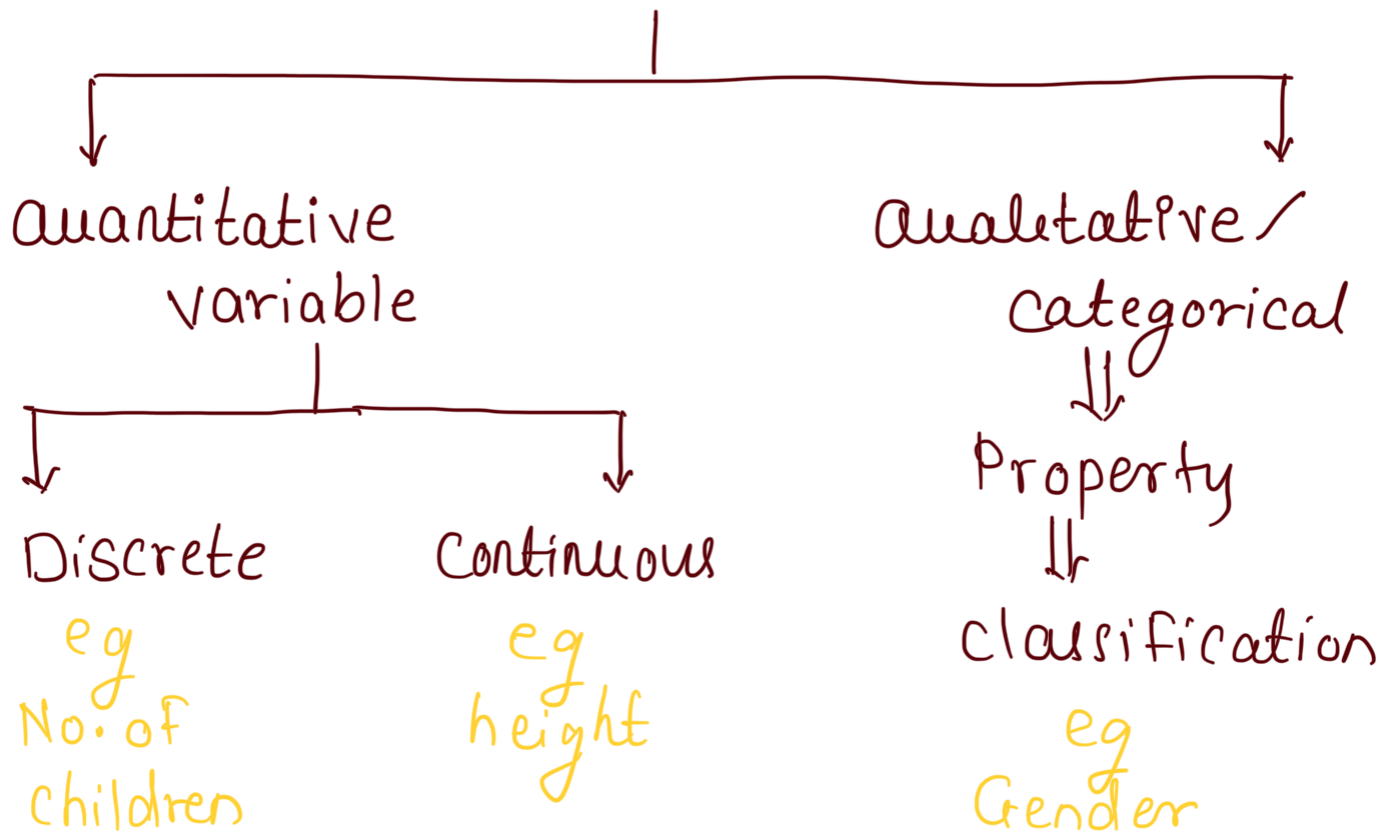 Quantitative
variable
Qualitative/
Categorical
Property
Classification
eg
Gender
Discrete
eg
No. of
children
Continuous
eg
height